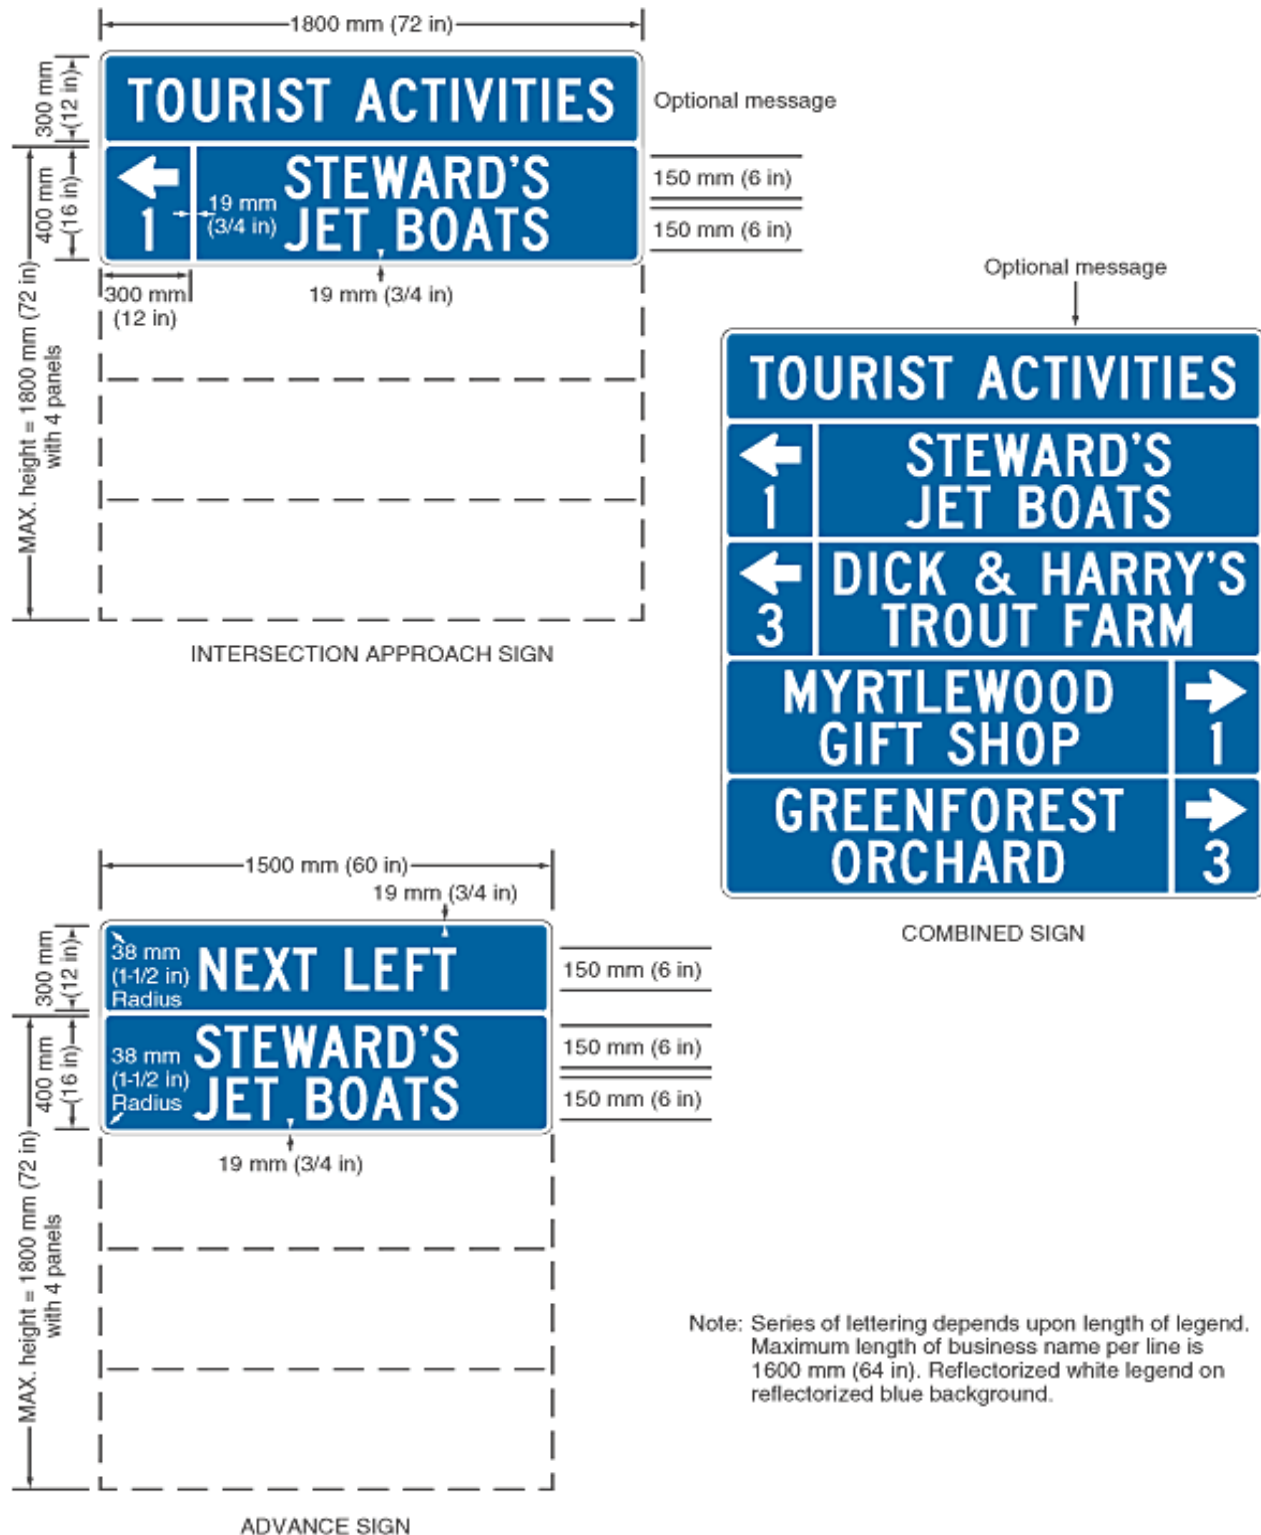 1800 mm (72 in)
300 mm
(12 in)
TOURIST ACTIVITIES
Optional message
MAX. height = 1800 mm (72 in)
with 4 panels
400 mm
(16 in)
1
19 mm
(3/4 in)
STEWARD'S
JET BOATS
150 mm (6 in)
150 mm (6 in)
300 mm
(12 in)
19 mm (3/4 in)
INTERSECTION APPROACH SIGN
Optional message
TOURIST ACTIVITIES
1
STEWARD'S
JET BOATS
3
DICK & HARRY'S
TROUT FARM
MYRTLEWOOD
GIFT SHOP
1
GREENFOREST
ORCHARD
3
COMBINED SIGN
1500 mm (60 in)
19 mm (3/4 in)
300 mm
(12 in)
38 mm
(1-1/2 in)
Radius
NEXT LEFT
150 mm (6 in)
MAX. height = 1800 mm (72 in)
with 4 panels
400 mm
(16 in)
38 mm
(1-1/2 in)
Radius
STEWARD'S
JET BOATS
150 mm (6 in)
150 mm (6 in)
19 mm (3/4 in)
ADVANCE SIGN
Note: Series of lettering depends upon length of legend.
Maximum length of business name per line is
1600 mm (64 in). Reflectorized white legend on
reflectorized blue background.